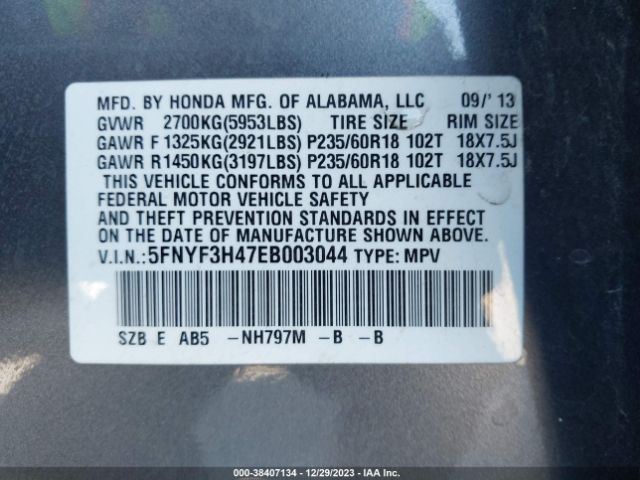 MFD. BY HONDA MFG. OF ALABAMA, LLC 09/'13
GVWR 2700KG(5953LBS) TIRE SIZE RIM SIZE
GAWR F 1325KG(2921LBS) P235/60R18 102T 18X7.5J
GAWR R1450KG(3197LBS) P235/60R18 102T 18X7.5J
THIS VEHICLE CONFORMS TO ALL APPLICABLE
FEDERAL MOTOR VEHICLE SAFETY
AND THEFT PREVENTION STANDARDS IN EFFECT
ON THE DATE OF MANUFACTURE SHOWN ABOVE.
V.I.N.: 5FNYF3H47EB003044 TYPE: MPV
SZB E AB5 -NH797M -B -B
000-38407134 - 12/29/2023 - IAA Inc.